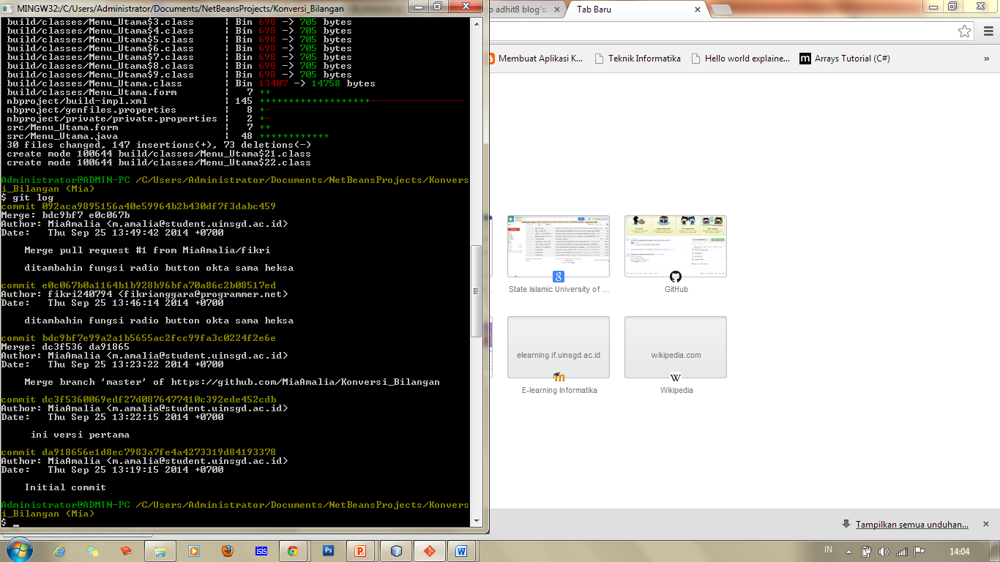 MINGW32:/C/Users/Administrator/Documents/NetBeansProjects/Konversi_Bilangan
build/classes/Menu_Utama$3.class | Bin 698 -> 705 bytes
build/classes/Menu_Utama$4.class | Bin 698 -> 705 bytes
build/classes/Menu_Utama$5.class | Bin 698 -> 705 bytes
build/classes/Menu_Utama$6.class | Bin 698 -> 705 bytes
build/classes/Menu_Utama$7.class | Bin 698 -> 705 bytes
build/classes/Menu_Utama$8.class | Bin 698 -> 705 bytes
build/classes/Menu_Utama$9.class | Bin 698 -> 705 bytes
build/classes/Menu_Utama.class | Bin 13407 -> 14758 bytes
build/classes/Menu_Utama.form | 7 ++
nbproject/build-impl.xml | 145 +++++++++++++++++++----------------
nbproject/genfiles.properties | 8 +-
nbproject/private/private.properties | 2 +-
src/Menu_Utama.form | 7 ++
src/Menu_Utama.java | 48 ++++++++++++
30 files changed, 147 insertions(+), 73 deletions(-)
create mode 100644 build/classes/Menu_Utama$21.class
create mode 100644 build/classes/Menu_Utama$22.class
Administrator@ADMIN-PC /C/Users/Administrator/Documents/NetBeansProjects/Konvers
i_Bilangan (Mia)
$ git log
commit 092aca9895156a40e59964b2b430df7f3dabc459
Merge: bdc9bf7 e0c067b
Author: MiaAmalia <m.amalia@student.uinsgd.ac.id>
Date: Thu Sep 25 13:49:42 2014 +0700
Merge pull request #1 from MiaAmalia/fikri
ditambahin fungsi radio button okta sama heksa
commit e0c067b0a1164b1b928b96bfa70a86c2b08517ed
Author: fikri240794 <fikrianggara@programmer.net>
Date: Thu Sep 25 13:46:14 2014 +0700
ditambahin fungsi radio button okta sama heksa
commit bdc9bf7e99a2a1b5655ac2fcc99fa3c0224f2e6e
Merge: dc3f536 da91865
Author: MiaAmalia <m.amalia@student.uinsgd.ac.id>
Date: Thu Sep 25 13:23:22 2014 +0700
Merge branch 'master' of https://github.com/MiaAmalia/Konversi_Bilangan
commit dc3f5360069edf27d0876477410c392ede452cdb
Author: MiaAmalia <m.amalia@student.uinsgd.ac.id>
Date: Thu Sep 25 13:22:15 2014 +0700
ini versi pertama
commit da918656e1d8ec7983a7fe4a4273319d84193378
Author: MiaAmalia <m.amalia@student.uinsgd.ac.id>
Date: Thu Sep 25 13:19:15 2014 +0700
Initial commit
Administrator@ADMIN-PC /C/Users/Administrator/Documents/NetBeansProjects/Konvers
i_Bilangan (Mia)
$ _
adhit8 blog's:
Tab Baru
Membuat Aplikasi K...
Teknik Informatika
Hello world explaine...
Arrays Tutorial (C#)
»
State Islamic University of ...
GitHub
elearning.if.uinsgd.ac.id
wikipedia.com
E-learning Informatika
Wikipedia
Tampilkan semua unduhan...
IN
14:04